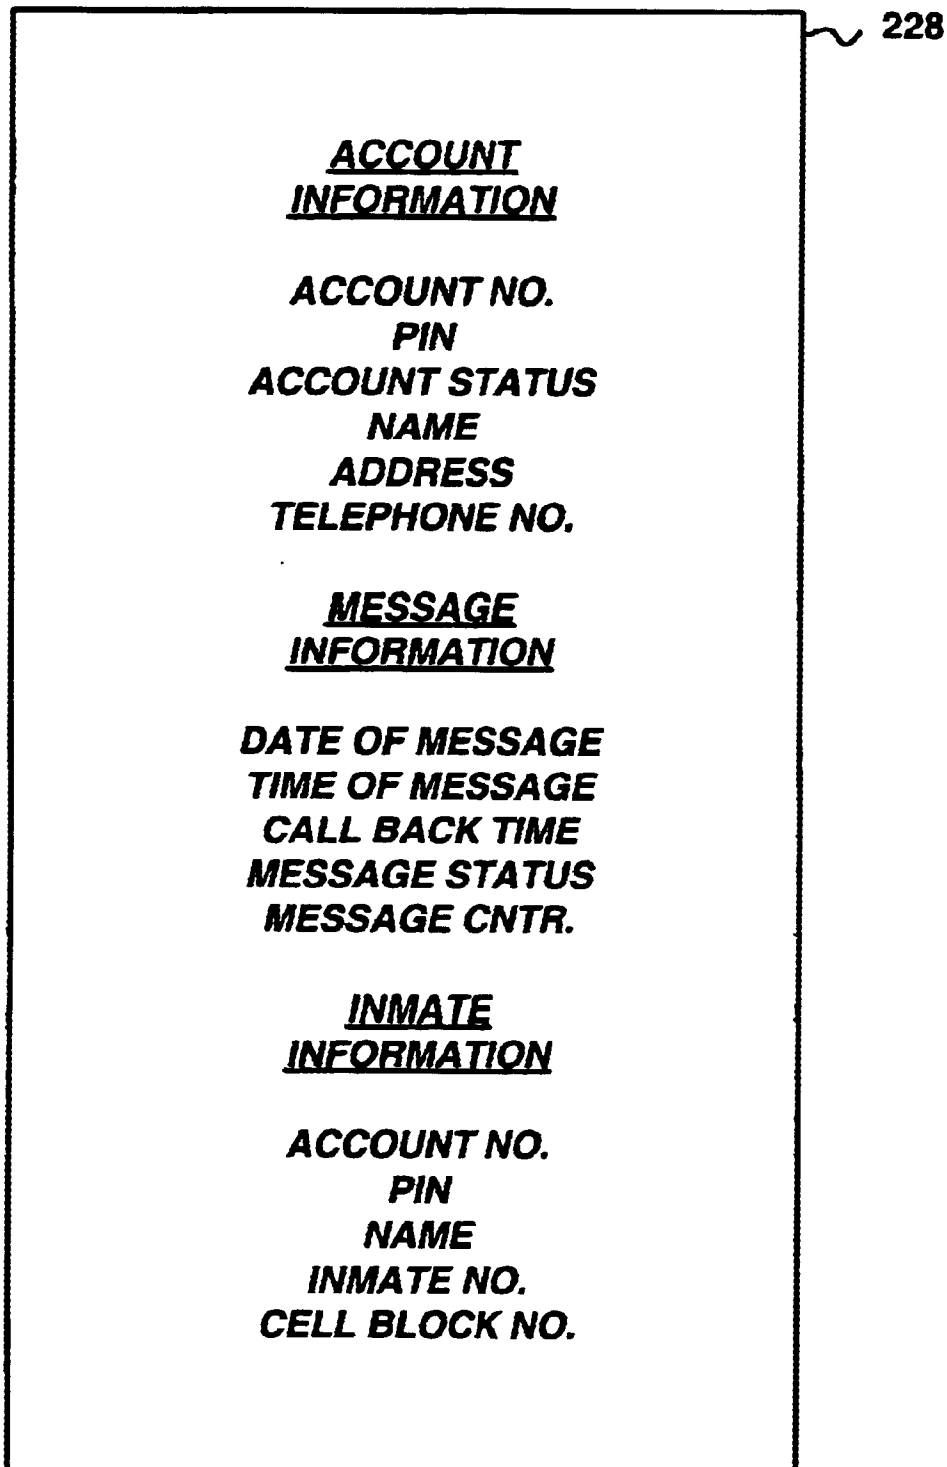 228
ACCOUNT
INFORMATION
ACCOUNT NO.
PIN
ACCOUNT STATUS
NAME
ADDRESS
TELEPHONE NO.
MESSAGE
INFORMATION
DATE OF MESSAGE
TIME OF MESSAGE
CALL BACK TIME
MESSAGE STATUS
MESSAGE CNTR.
INMATE
INFORMATION
ACCOUNT NO.
PIN
NAME
INMATE NO.
CELL BLOCK NO.